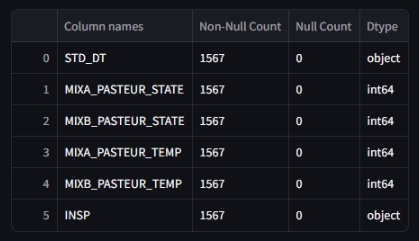 Column names Non-Null Count Null Count Dtype
0 STD_DT 1567 0 object
1 MIXA_PASTEUR_STATE 1567 0 int64
2 MIXB_PASTEUR_STATE 1567 0 int64
3 MIXA_PASTEUR_TEMP 1567 0 int64
4 MIXB_PASTEUR_TEMP 1567 0 int64
5 INSP 1567 0 object